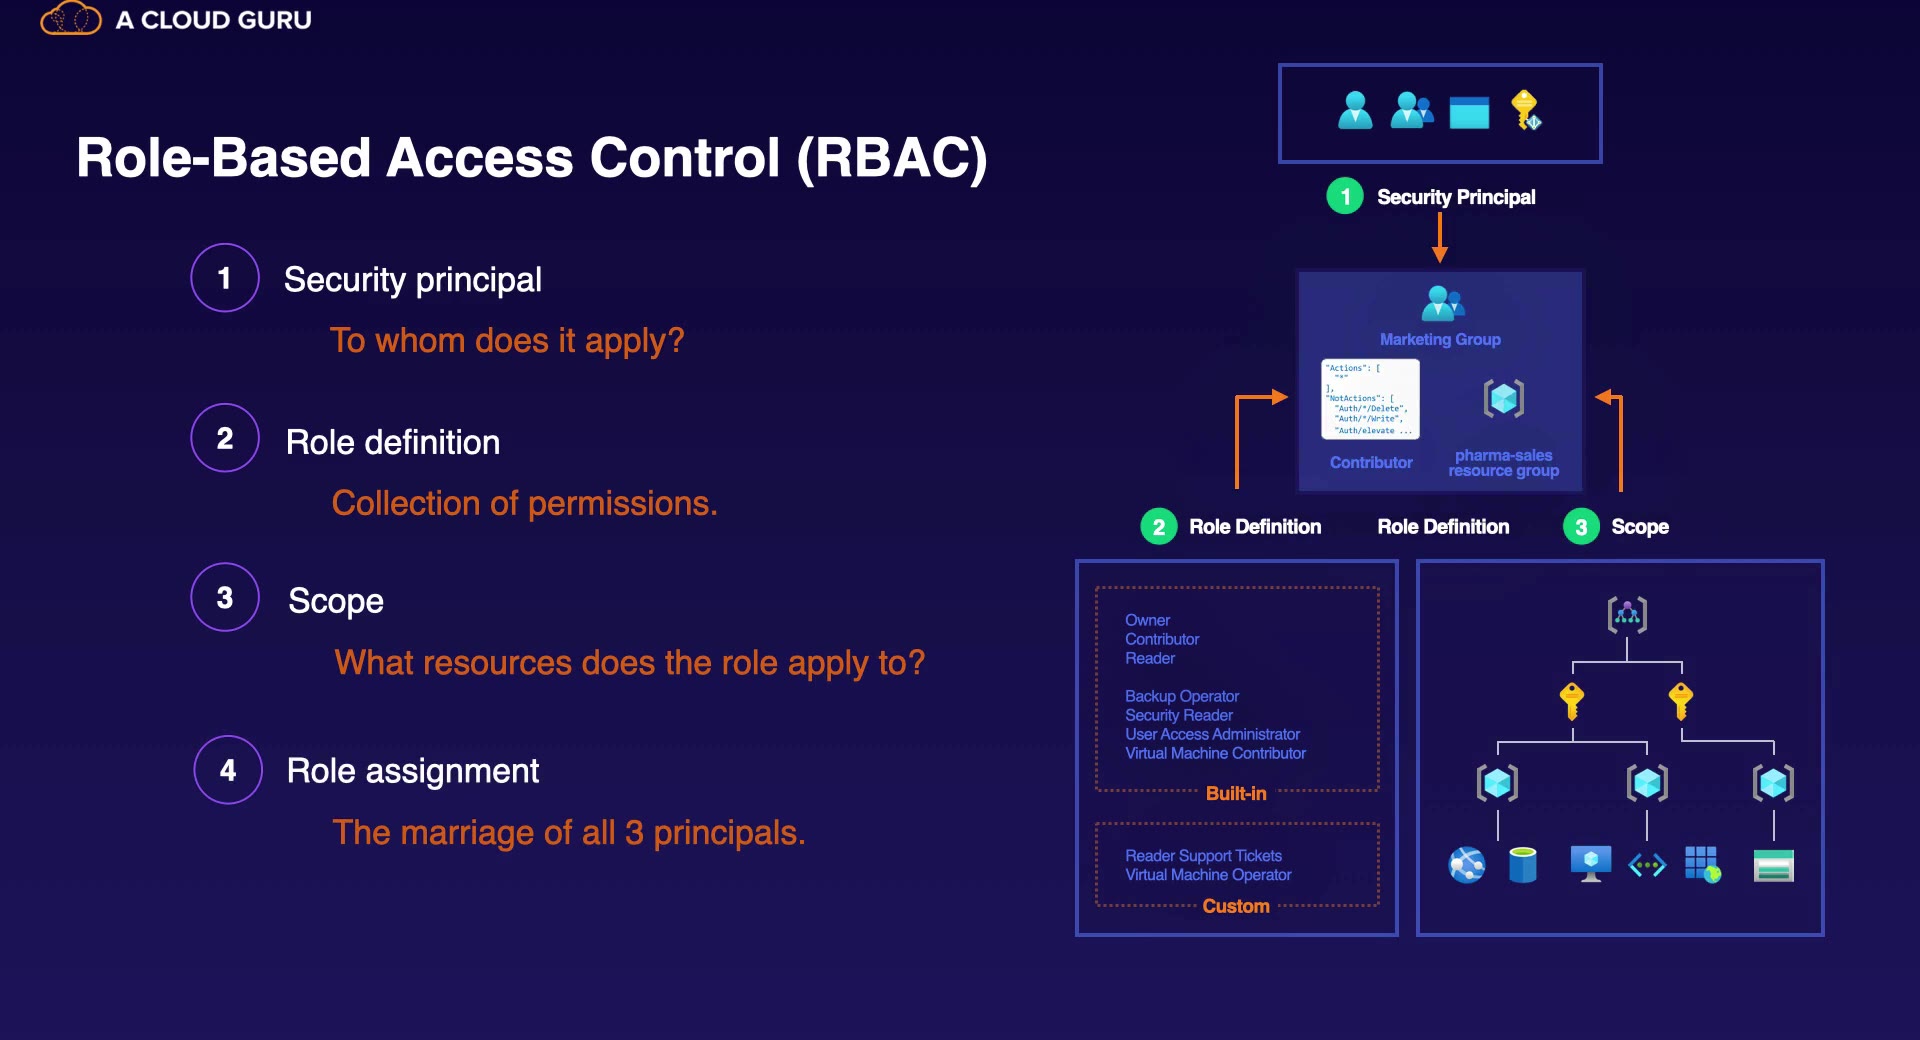 A CLOUD GURU
Role-Based Access Control (RBAC)
1 Security principal
To whom does it apply?
2 Role definition
Collection of permissions.
3 Scope
What resources does the role apply to?
4 Role assignment
The marriage of all 3 principals.
1 Security Principal
Marketing Group
"Actions": [
"*"
],
"NotActions": [
"Auth/*/Delete",
"Auth/*/Write",
"Auth/elevate ...
Contributor
pharma-sales
resource group
2 Role Definition
Role Definition
3 Scope
Owner
Contributor
Reader
Backup Operator
Security Reader
User Access Administrator
Virtual Machine Contributor
Built-in
Reader Support Tickets
Virtual Machine Operator
Custom